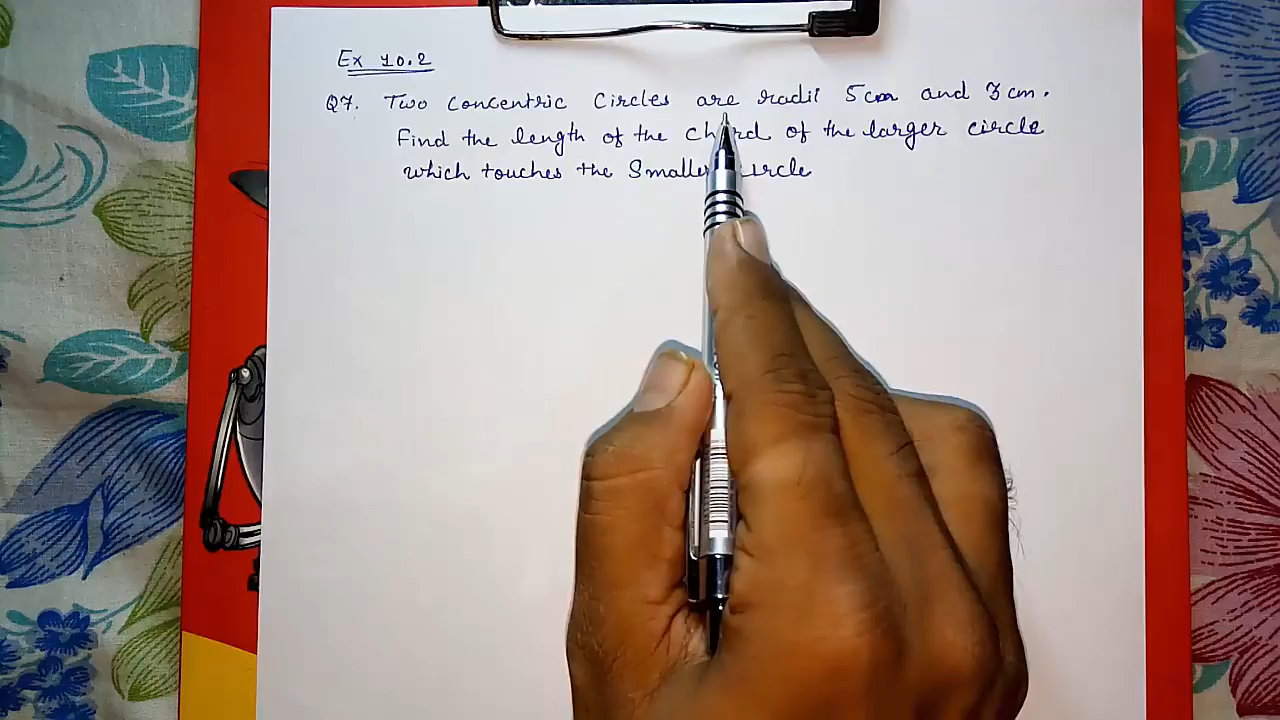 Ex 10.2
Q7. Two Concentric Circles are radii 5cm and 3cm.
Find the length of the chord of the larger circle
which touches the Smaller circle